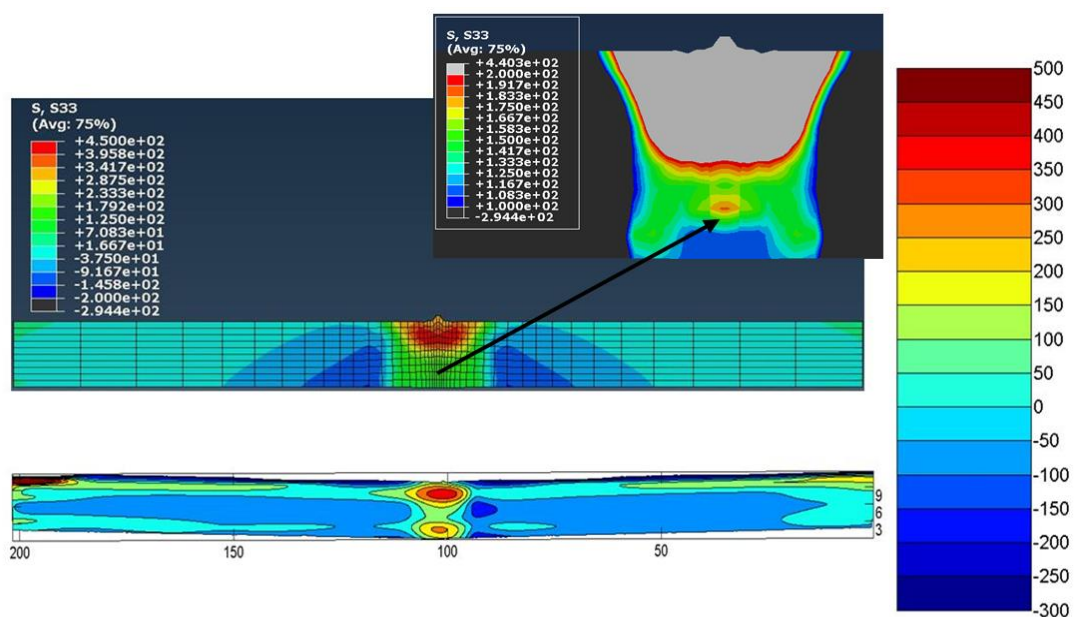 S, S33
(Avg: 75%)
+4.403e+02
+2.000e+02
+1.917e+02
+1.833e+02
+1.750e+02
+1.667e+02
+1.583e+02
+1.500e+02
+1.417e+02
+1.333e+02
+1.250e+02
+1.167e+02
+1.083e+02
+1.000e+02
-2.944e+02
S, S33
(Avg: 75%)
+4.500e+02
+3.958e+02
+3.417e+02
+2.875e+02
+2.333e+02
+1.792e+02
+1.250e+02
+7.083e+01
+1.667e+01
-3.750e+01
-9.167e+01
-1.458e+02
-2.000e+02
-2.944e+02
500
450
400
350
300
250
200
150
100
50
0
-50
-100
-150
-200
-250
-300
9
6
3
200
150
100
50